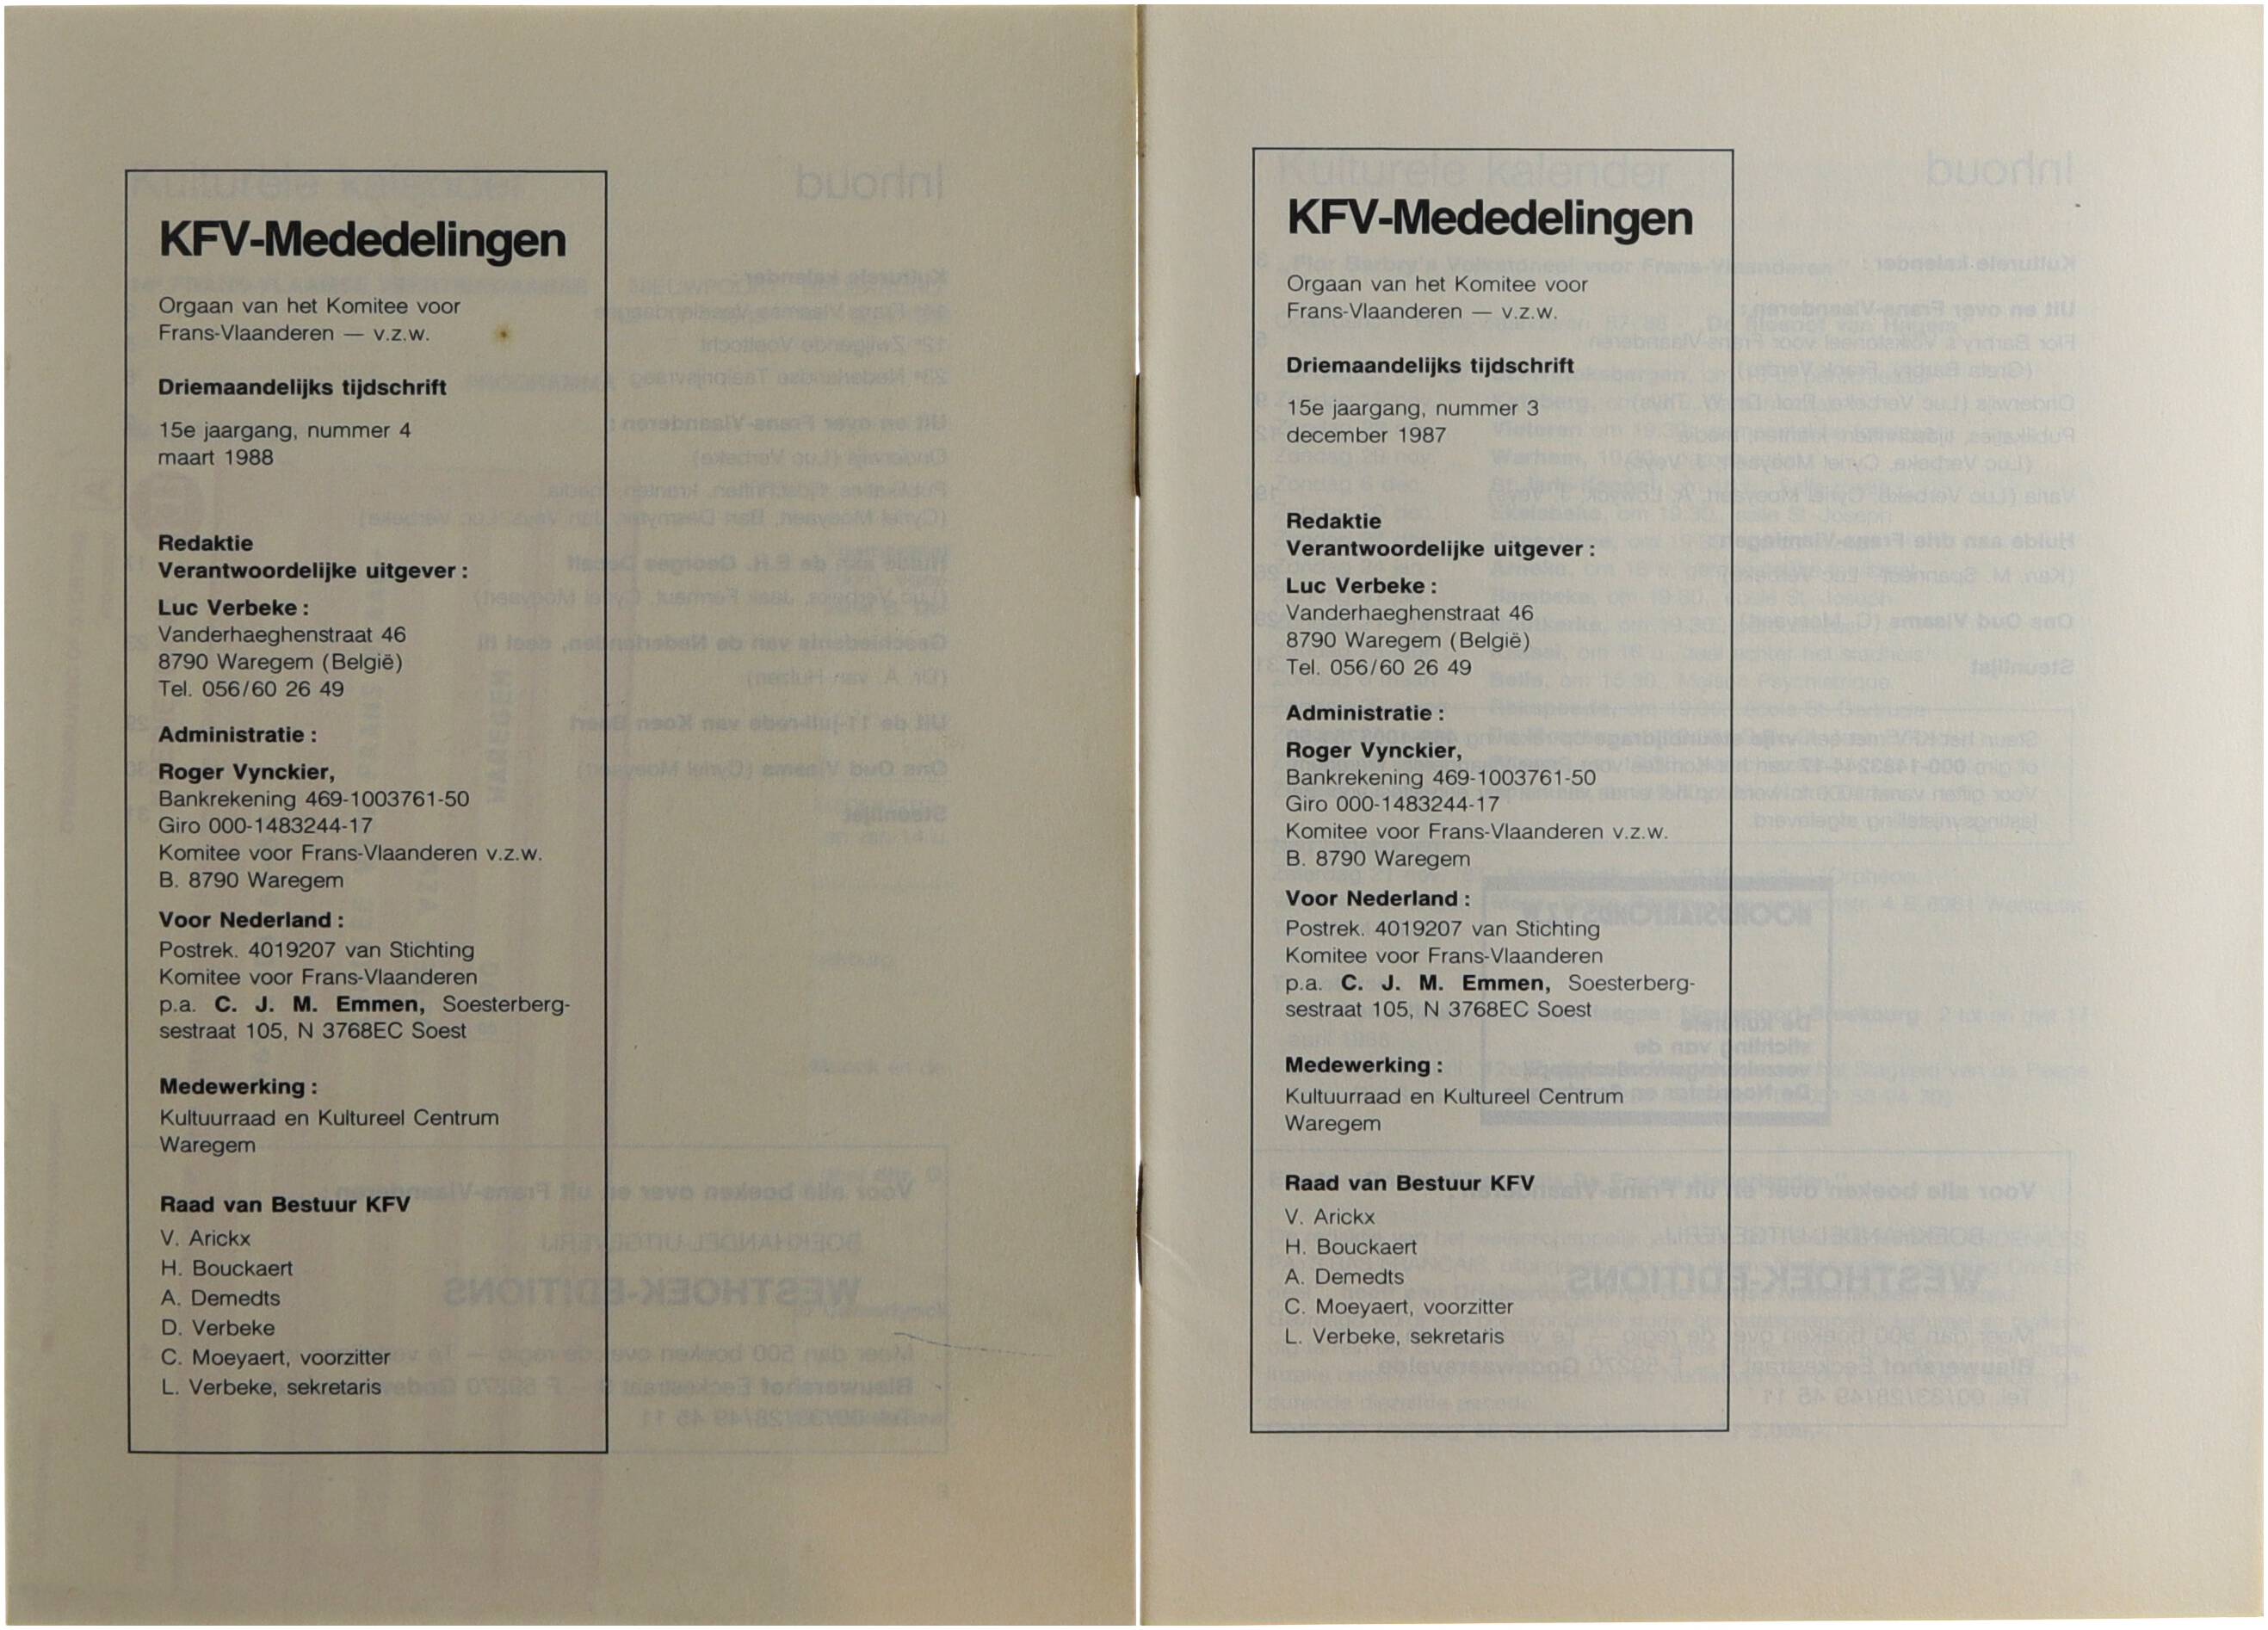 KFV-Mededelingen
Orgaan van het Komitee voor
Frans-Vlaanderen — v.z.w.
Driemaandelijks tijdschrift
15e jaargang, nummer 4
maart 1988
Redaktie
Verantwoordelijke uitgever :
Luc Verbeke :
Vanderhaeghenstraat 46
8790 Waregem (België)
Tel. 056/60 26 49
Administratie :
Roger Vynckier,
Bankrekening 469-1003761-50
Giro 000-1483244-17
Komitee voor Frans-Vlaanderen v.z.w.
B. 8790 Waregem
Voor Nederland :
Postrek. 4019207 van Stichting
Komitee voor Frans-Vlaanderen
p.a. C. J. M. Emmen, Soesterberg-
sestraat 105, N 3768EC Soest
Medewerking :
Kultuurraad en Kultureel Centrum
Waregem
Raad van Bestuur KFV
V. Arickx
H. Bouckaert
A. Demedts
D. Verbeke
C. Moeyaert, voorzitter
L. Verbeke, sekretaris
KFV-Mededelingen
Orgaan van het Komitee voor
Frans-Vlaanderen — v.z.w.
Driemaandelijks tijdschrift
15e jaargang, nummer 3
december 1987
Redaktie
Verantwoordelijke uitgever :
Luc Verbeke :
Vanderhaeghenstraat 46
8790 Waregem (België)
Tel. 056/60 26 49
Administratie :
Roger Vynckier,
Bankrekening 469-1003761-50
Giro 000-1483244-17
Komitee voor Frans-Vlaanderen v.z.w.
B. 8790 Waregem
Voor Nederland :
Postrek. 4019207 van Stichting
Komitee voor Frans-Vlaanderen
p.a. C. J. M. Emmen, Soesterberg-
sestraat 105, N 3768EC Soest
Medewerking :
Kultuurraad en Kultureel Centrum
Waregem
Raad van Bestuur KFV
V. Arickx
H. Bouckaert
A. Demedts
C. Moeyaert, voorzitter
L. Verbeke, sekretaris